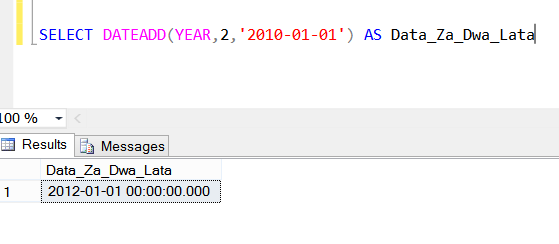 SELECT DATEADD(YEAR,2,'2010-01-01') AS Data_Za_Dwa_Lata
100 %
Results
Messages
Data_Za_Dwa_Lata
1
2012-01-01 00:00:00.000